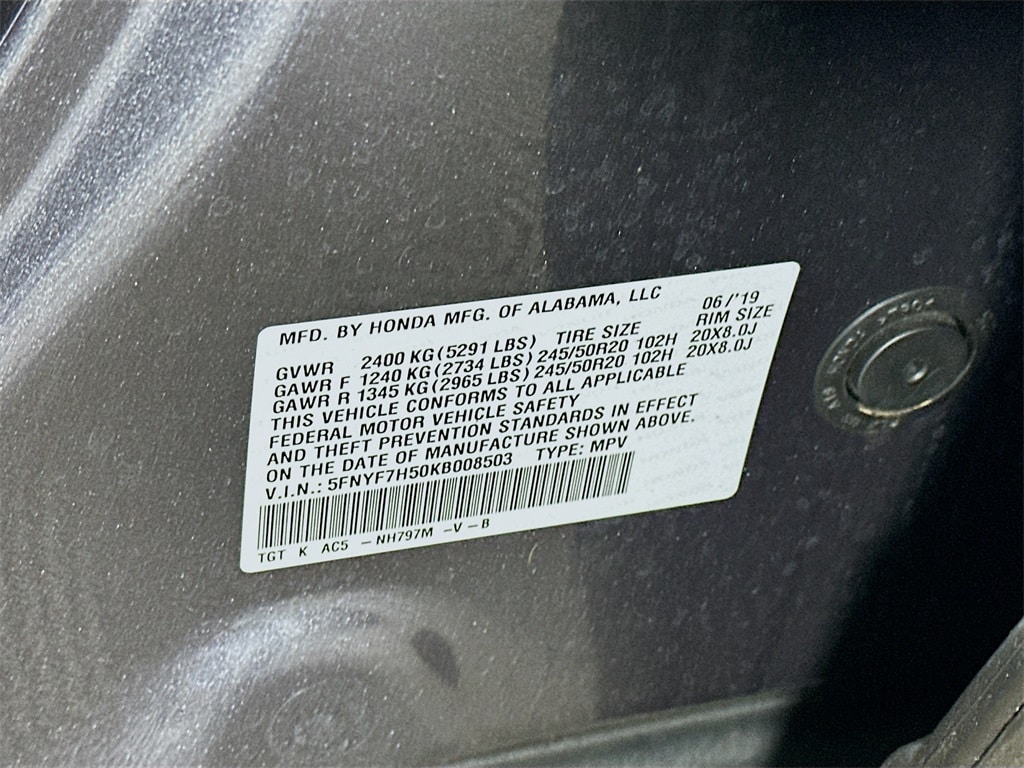 MFD. BY HONDA MFG. OF ALABAMA, LLC 06/'19
GVWR 2400 KG(5291 LBS) TIRE SIZE RIM SIZE
GAWR F 1240 KG(2734 LBS) 245/50R20 102H 20X8.0J
GAWR R 1345 KG(2965 LBS) 245/50R20 102H 20X8.0J
THIS VEHICLE CONFORMS TO ALL APPLICABLE
FEDERAL MOTOR VEHICLE SAFETY
AND THEFT PREVENTION STANDARDS IN EFFECT
ON THE DATE OF MANUFACTURE SHOWN ABOVE.
V.I.N.: 5FNYF7H50KB008503 TYPE: MPV
TGT K AC5 -NH797M -V-B